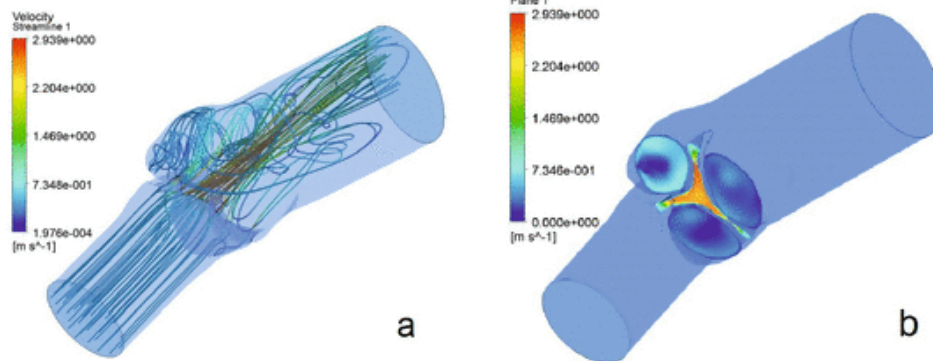 Velocity
Streamline 1
2.939e+000
2.204e+000
1.469e+000
7.348e-001
1.976e-004
[m s^-1]
a
Plane 1
2.939e+000
2.204e+000
1.469e+000
7.346e-001
0.000e+000
[m s^-1]
b